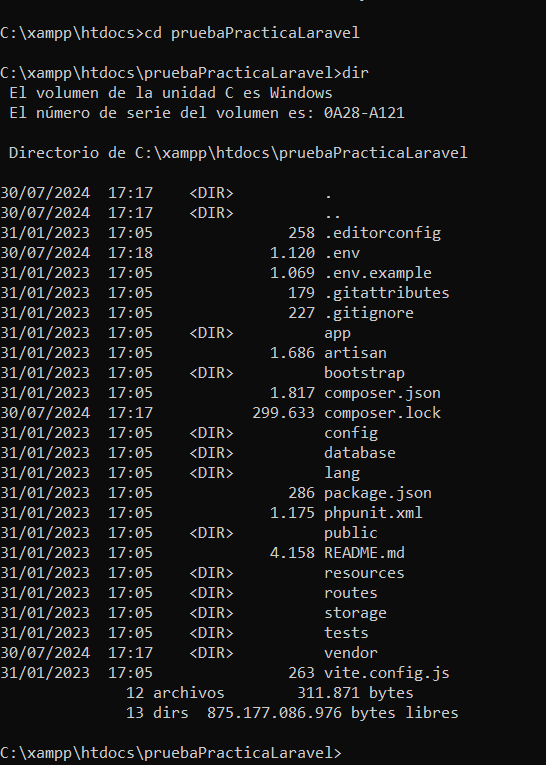 C:\xampp\htdocs>cd pruebaPracticaLaravel
C:\xampp\htdocs\pruebaPracticaLaravel>dir
 El volumen de la unidad C es Windows
 El número de serie del volumen es: 0A28-A121
 Directorio de C:\xampp\htdocs\pruebaPracticaLaravel
30/07/2024  17:17    <DIR>          .
30/07/2024  17:17    <DIR>          ..
31/01/2023  17:05               258 .editorconfig
30/07/2024  17:18             1.120 .env
31/01/2023  17:05             1.069 .env.example
31/01/2023  17:05               179 .gitattributes
31/01/2023  17:05               227 .gitignore
31/01/2023  17:05    <DIR>          app
31/01/2023  17:05             1.686 artisan
31/01/2023  17:05    <DIR>          bootstrap
31/01/2023  17:05             1.817 composer.json
30/07/2024  17:17           299.633 composer.lock
31/01/2023  17:05    <DIR>          config
31/01/2023  17:05    <DIR>          database
31/01/2023  17:05    <DIR>          lang
31/01/2023  17:05               286 package.json
31/01/2023  17:05             1.175 phpunit.xml
31/01/2023  17:05    <DIR>          public
31/01/2023  17:05             4.158 README.md
31/01/2023  17:05    <DIR>          resources
31/01/2023  17:05    <DIR>          routes
31/01/2023  17:05    <DIR>          storage
31/01/2023  17:05    <DIR>          tests
30/07/2024  17:17    <DIR>          vendor
31/01/2023  17:05               263 vite.config.js
              12 archivos        311.871 bytes
              13 dirs  875.177.086.976 bytes libres
C:\xampp\htdocs\pruebaPracticaLaravel>